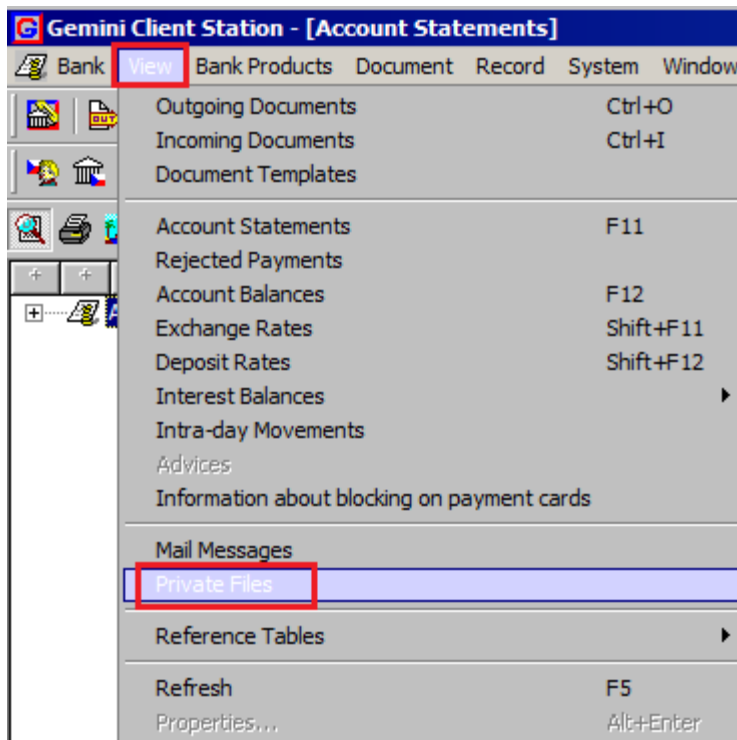 G Gemini Client Station - [Account Statements]
Bank View Bank Products Document Record System Window
Outgoing Documents Ctrl+O
Incoming Documents Ctrl+I
Document Templates
Account Statements F11
Rejected Payments
Account Balances F12
Exchange Rates Shift+F11
Deposit Rates Shift+F12
Interest Balances
Intra-day Movements
Advices
Information about blocking on payment cards
Mail Messages
Private Files
Reference Tables
Refresh F5
Properties... Alt+Enter